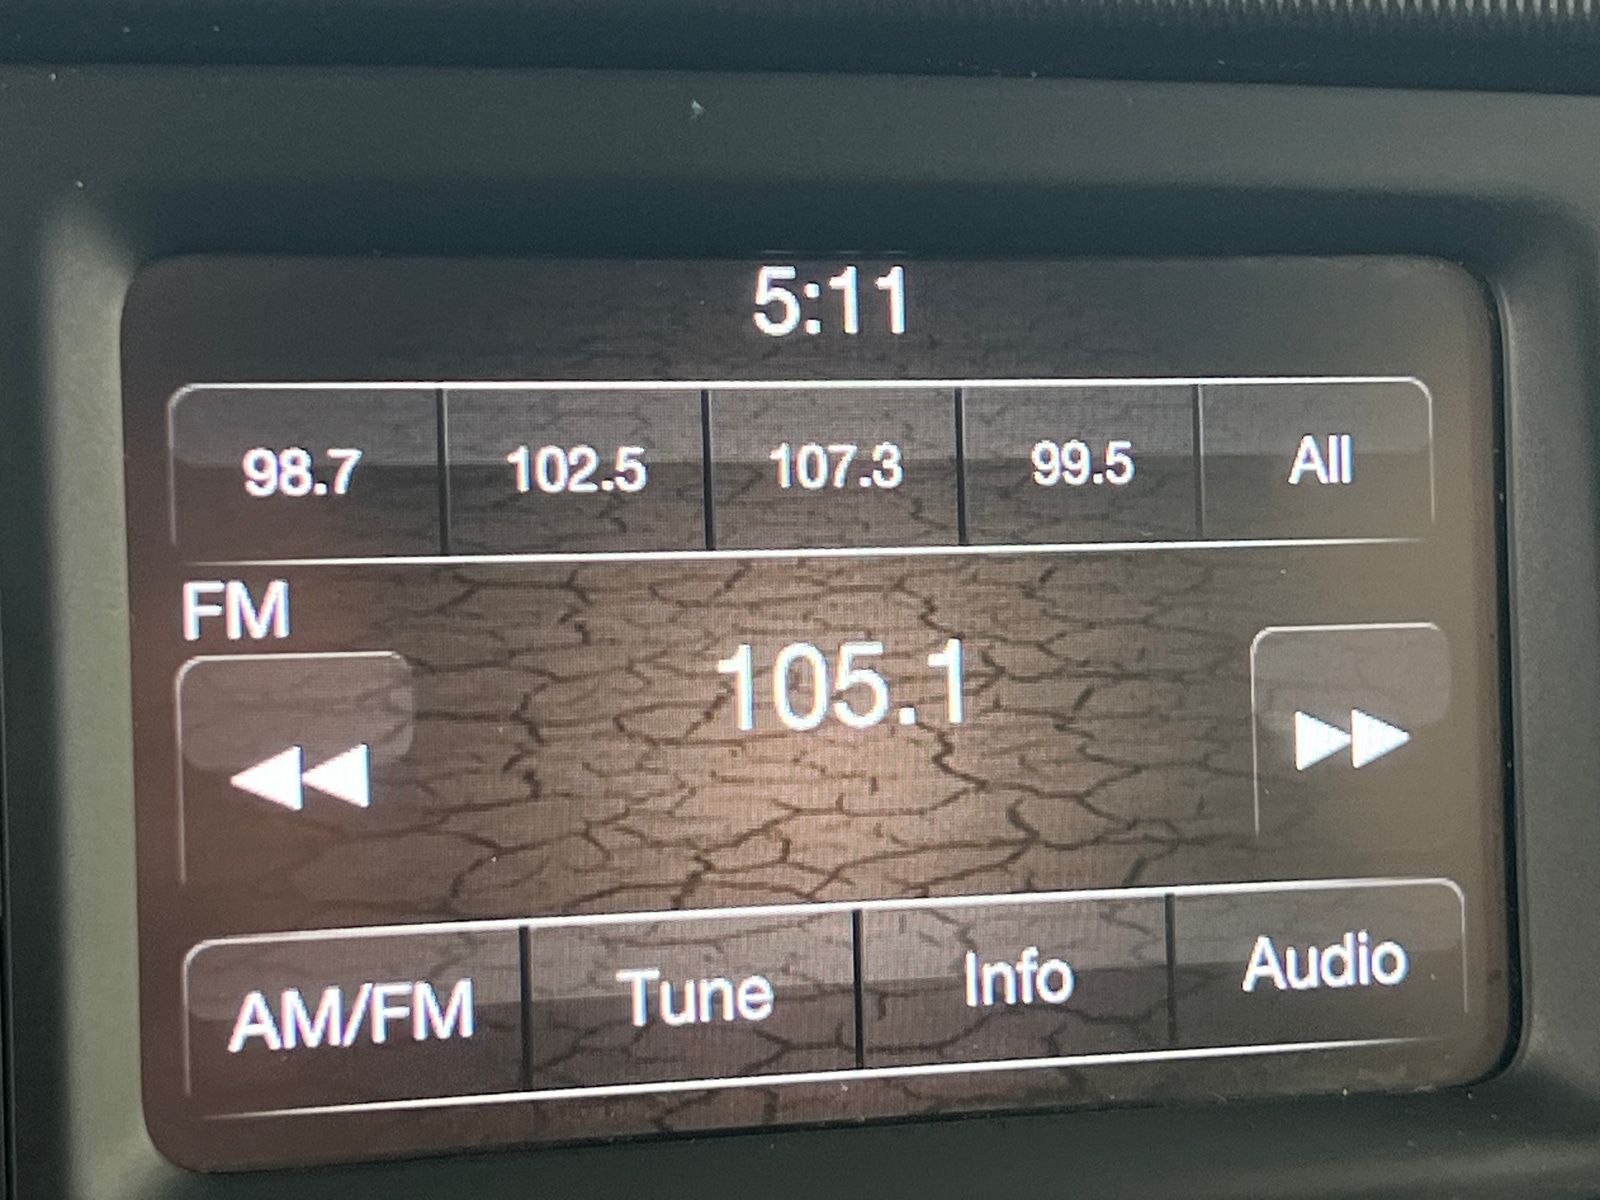 5:11
98.7 102.5 107.3 99.5 All
FM
105.1
AM/FM Tune Info Audio